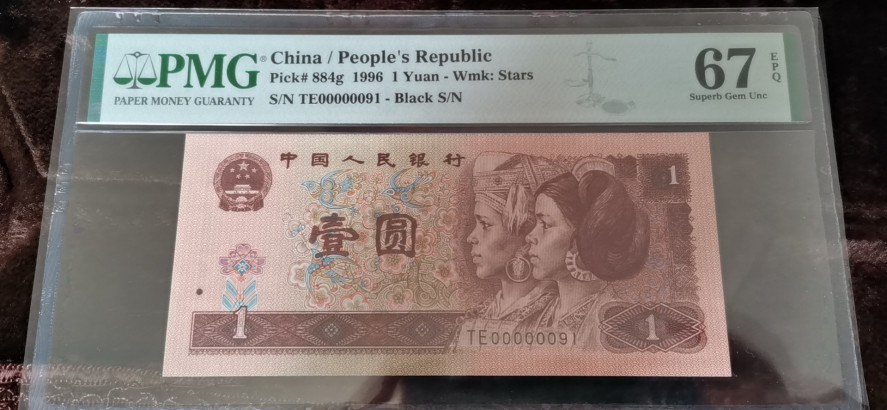 PMG®
PAPER MONEY GUARANTY
China / People's Republic
Pick# 884g 1996 1 Yuan - Wmk: Stars
S/N TE00000091 - Black S/N
67
EPQ
Superb Gem Unc
中国人民银行
1
壹圆
1
TE00000091
1